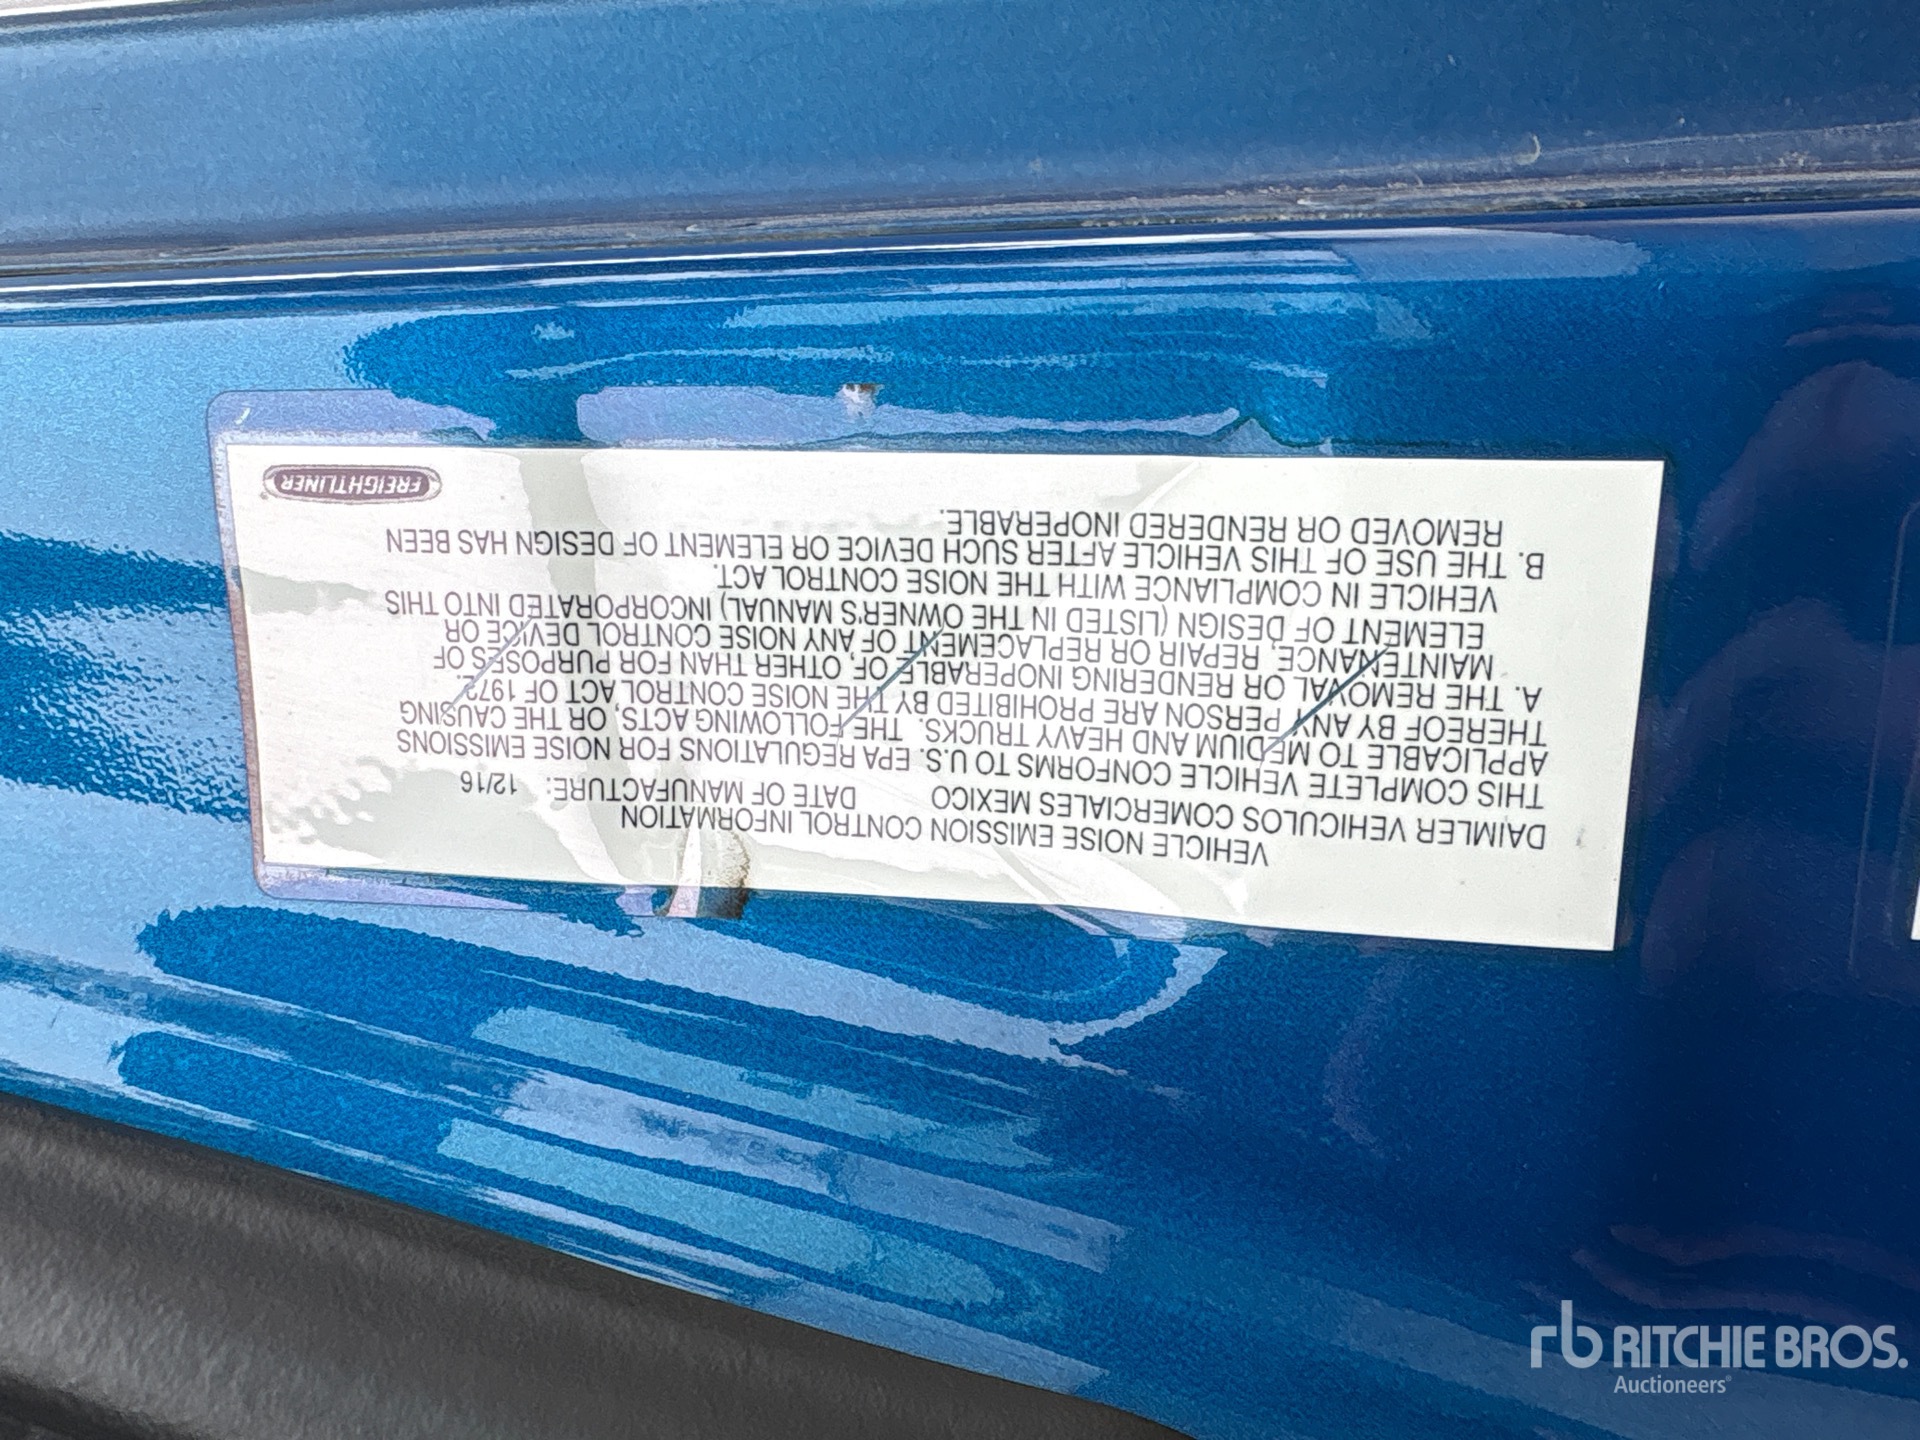 VEHICLE NOISE EMISSION CONTROL INFORMATION
DAIMLER VEHICULOS COMERCIALES MEXICO DATE OF MANUFACTURE: 12/16
THIS COMPLETE VEHICLE CONFORMS TO U.S. EPA REGULATIONS FOR NOISE EMISSIONS
APPLICABLE TO MEDIUM AND HEAVY TRUCKS. THE FOLLOWING ACTS, OR THE CAUSING
THEREOF BY ANY PERSON ARE PROHIBITED BY THE NOISE CONTROL ACT OF 1972.
A. THE REMOVAL OR RENDERING INOPERABLE, OTHER THAN FOR PURPOSES OF
MAINTENANCE, REPAIR OR REPLACEMENT OF ANY NOISE CONTROL DEVICE OR
ELEMENT OF DESIGN (LISTED IN THE OWNER'S MANUAL) INCORPORATED INTO THIS
VEHICLE IN COMPLIANCE WITH THE NOISE CONTROL ACT.
B. THE USE OF THIS VEHICLE AFTER SUCH DEVICE OR ELEMENT OF DESIGN HAS BEEN
REMOVED OR RENDERED INOPERABLE.
FREIGHTLINER
rb RITCHIE BROS.
Auctioneers